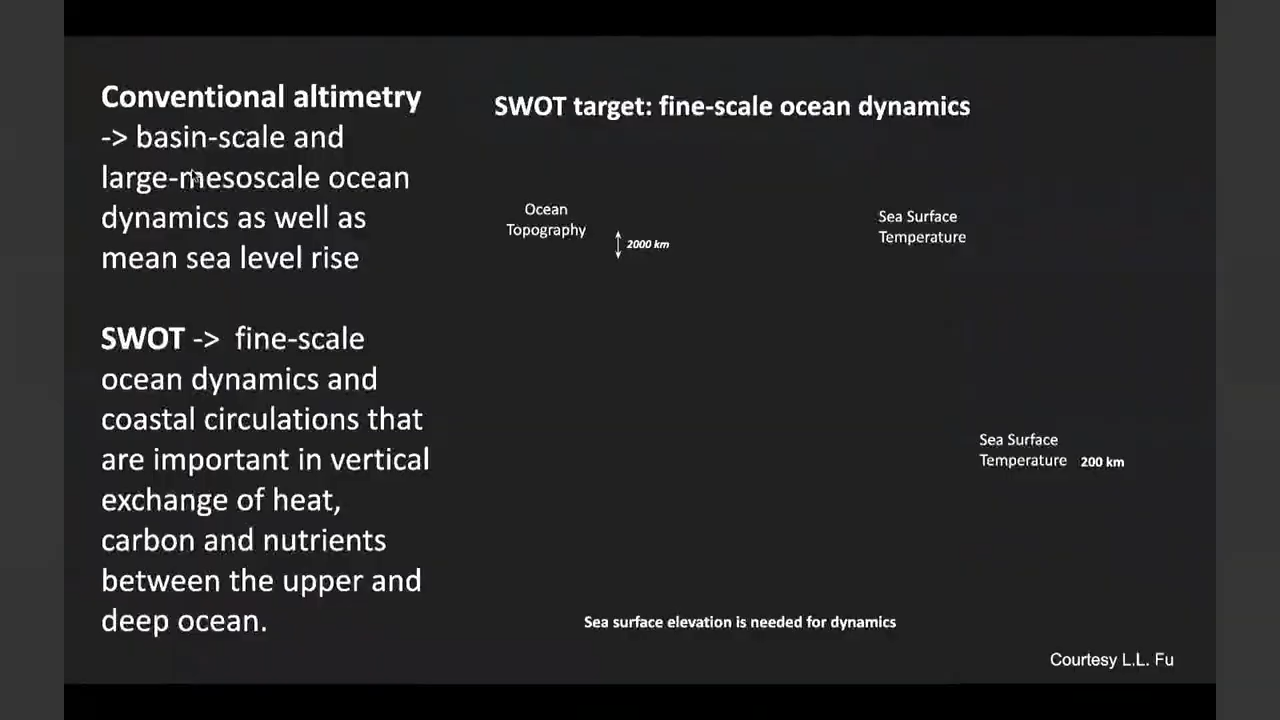 Conventional altimetry
-> basin-scale and
large-mesoscale ocean
dynamics as well as
mean sea level rise
SWOT -> fine-scale
ocean dynamics and
coastal circulations that
are important in vertical
exchange of heat,
carbon and nutrients
between the upper and
deep ocean.
SWOT target: fine-scale ocean dynamics
Ocean
Topography
2000 km
Sea Surface
Temperature
Sea Surface
Temperature 200 km
Sea surface elevation is needed for dynamics
Courtesy L.L. Fu